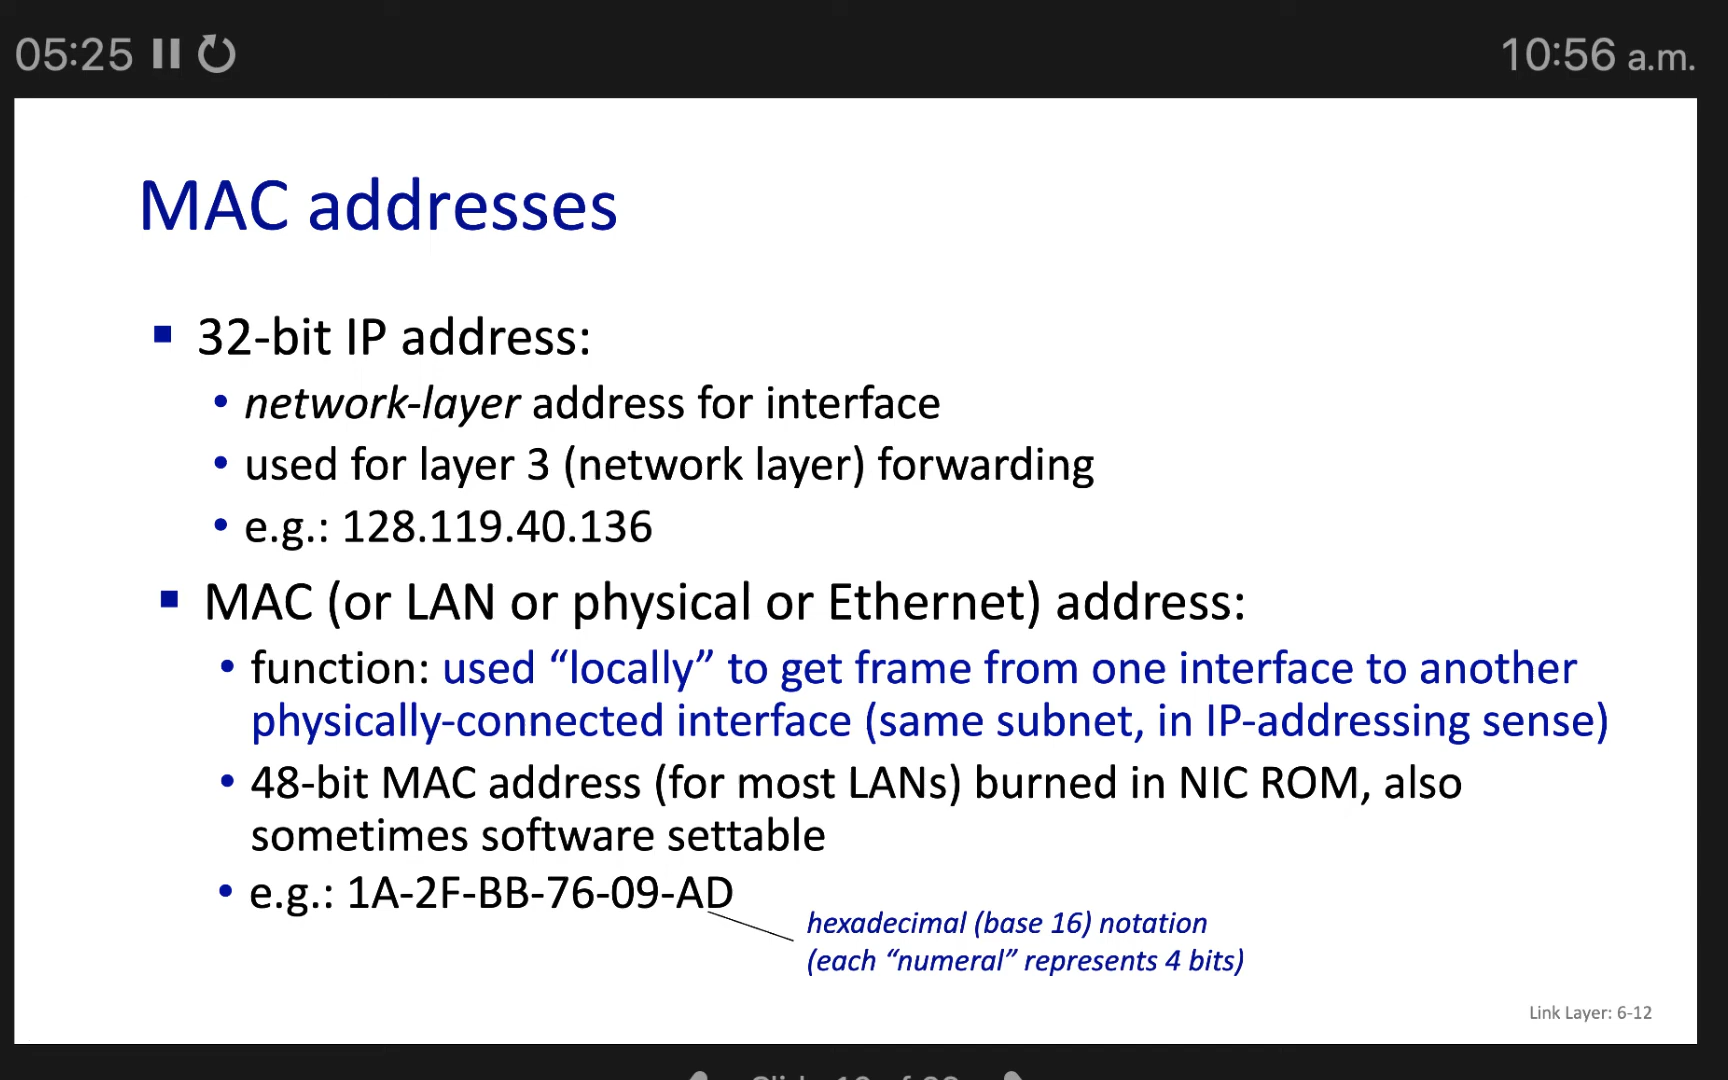 05:25
10:56 a.m.
MAC addresses
32-bit IP address:
network-layer address for interface
used for layer 3 (network layer) forwarding
e.g.: 128.119.40.136
MAC (or LAN or physical or Ethernet) address:
function: used “locally” to get frame from one interface to another
physically-connected interface (same subnet, in IP-addressing sense)
48-bit MAC address (for most LANs) burned in NIC ROM, also
sometimes software settable
e.g.: 1A-2F-BB-76-09-AD
hexadecimal (base 16) notation
(each “numeral” represents 4 bits)
Link Layer: 6-12